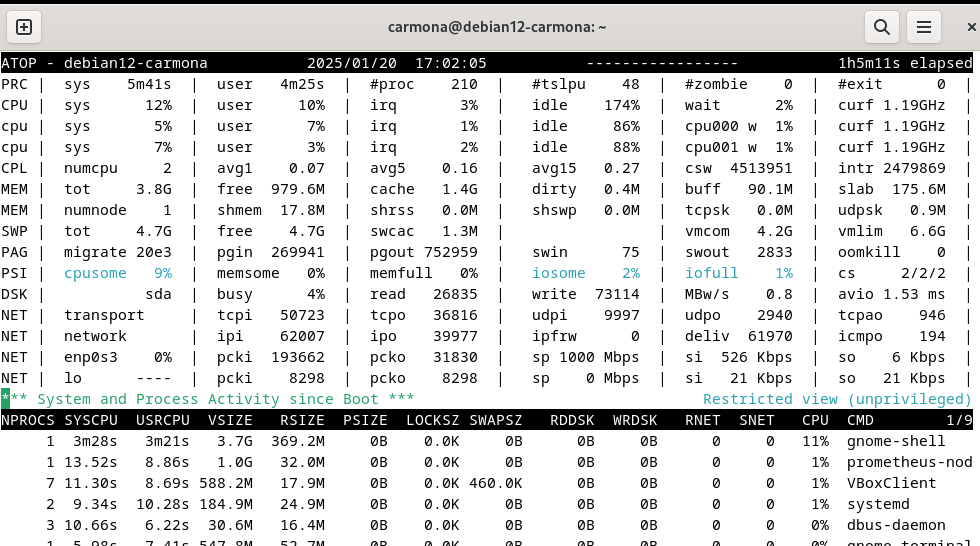 carmona@debian12-carmona: ~
ATOP - debian12-carmona 2025/01/20 17:02:05 ----------------- 1h5m11s elapsed
PRC | sys 5m41s | user 4m25s | #proc 210 | #tslpu 48 | #zombie 0 | #exit 0 |
CPU | sys 12% | user 10% | irq 3% | idle 174% | wait 2% | curf 1.19GHz |
cpu | sys 5% | user 7% | irq 1% | idle 86% | cpu000 w 1% | curf 1.19GHz |
cpu | sys 7% | user 3% | irq 2% | idle 88% | cpu001 w 1% | curf 1.19GHz |
CPL | numcpu 2 | avg1 0.07 | avg5 0.16 | avg15 0.27 | csw 4513951 | intr 2479869 |
MEM | tot 3.8G | free 979.6M | cache 1.4G | dirty 0.4M | buff 90.1M | slab 175.6M |
MEM | numnode 1 | shmem 17.8M | shrss 0.0M | shswp 0.0M | tcpsk 0.0M | udpsk 0.9M |
SWP | tot 4.7G | free 4.7G | swcac 1.3M | | vmcom 4.2G | vmlim 6.6G |
PAG | migrate 20e3 | pgin 269941 | pgout 752959 | swin 75 | swout 2833 | oomkill 0 |
PSI | cpusome 9% | memsome 0% | memfull 0% | iosome 2% | iofull 1% | cs 2/2/2 |
DSK | sda | busy 4% | read 26835 | write 73114 | MBw/s 0.8 | avio 1.53 ms |
NET | transport | tcpi 50723 | tcpo 36816 | udpi 9997 | udpo 2940 | tcpao 946 |
NET | network | ipi 62007 | ipo 39977 | ipfrw 0 | deliv 61970 | icmpo 194 |
NET | enp0s3 0% | pcki 193662 | pcko 31830 | sp 1000 Mbps | si 526 Kbps | so 6 Kbps |
NET | lo ---- | pcki 8298 | pcko 8298 | sp 0 Mbps | si 21 Kbps | so 21 Kbps |
*** System and Process Activity since Boot *** Restricted view (unprivileged)
NPROCS SYSCPU USRCPU VSIZE RSIZE PSIZE LOCKSZ SWAPSZ RDDSK WRDSK RNET SNET CPU CMD 1/9
1 3m28s 3m21s 3.7G 369.2M 0B 0.0K 0B 0B 0B 0 0 11% gnome-shell
1 13.52s 8.86s 1.0G 32.0M 0B 0.0K 0B 0B 0B 0 0 1% prometheus-nod
7 11.30s 8.69s 588.2M 17.9M 0B 0.0K 460.0K 0B 0B 0 0 1% VBoxClient
2 9.34s 10.28s 184.9M 24.9M 0B 0.0K 0B 0B 0B 0 0 1% systemd
3 10.66s 6.22s 30.6M 16.4M 0B 0.0K 0B 0B 0B 0 0 0% dbus-daemon
1 5.98s 7.41s 547.8M 52.7M 0B 0.0K 0B 0B 0B 0 0 0% gnome-terminal